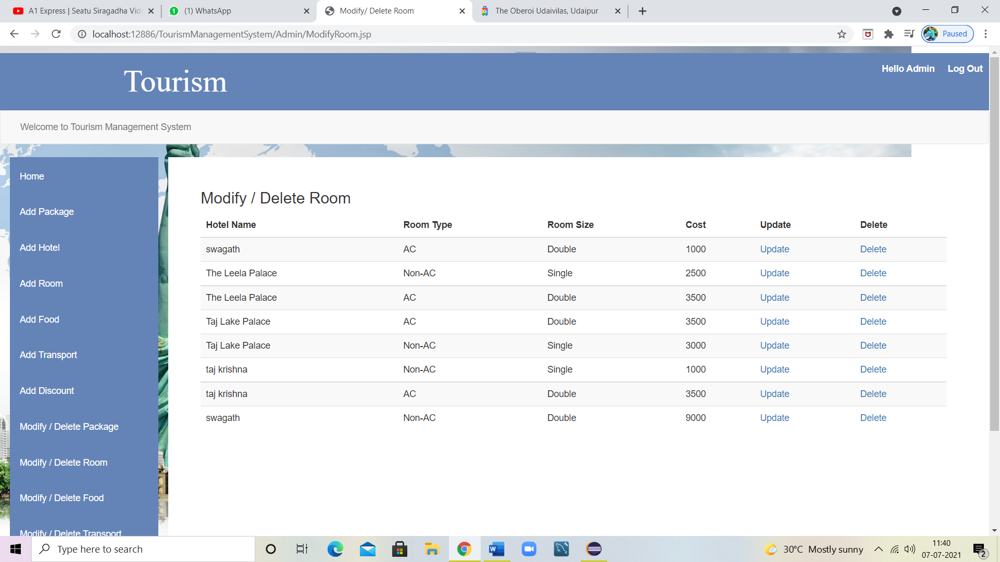 A1 Express | Seatu Siragadha Vid
(1) WhatsApp
Modify/ Delete Room
The Oberoi Udaivilas, Udaipur
localhost:12886/TourismManagementSystem/Admin/ModifyRoom.jsp
Paused
Tourism
Hello Admin Log Out
Welcome to Tourism Management System
Home
Add Package
Add Hotel
Add Room
Add Food
Add Transport
Add Discount
Modify / Delete Package
Modify / Delete Room
Modify / Delete Food
Modify / Delete Transport
Modify / Delete Room
Hotel Name Room Type Room Size Cost Update Delete
swagath AC Double 1000 Update Delete
The Leela Palace Non-AC Single 2500 Update Delete
The Leela Palace AC Double 3500 Update Delete
Taj Lake Palace AC Double 3500 Update Delete
Taj Lake Palace Non-AC Single 3000 Update Delete
taj krishna Non-AC Single 1000 Update Delete
taj krishna AC Double 3500 Update Delete
swagath Non-AC Double 9000 Update Delete
Type here to search
30°C Mostly sunny
11:40
07-07-2021
2